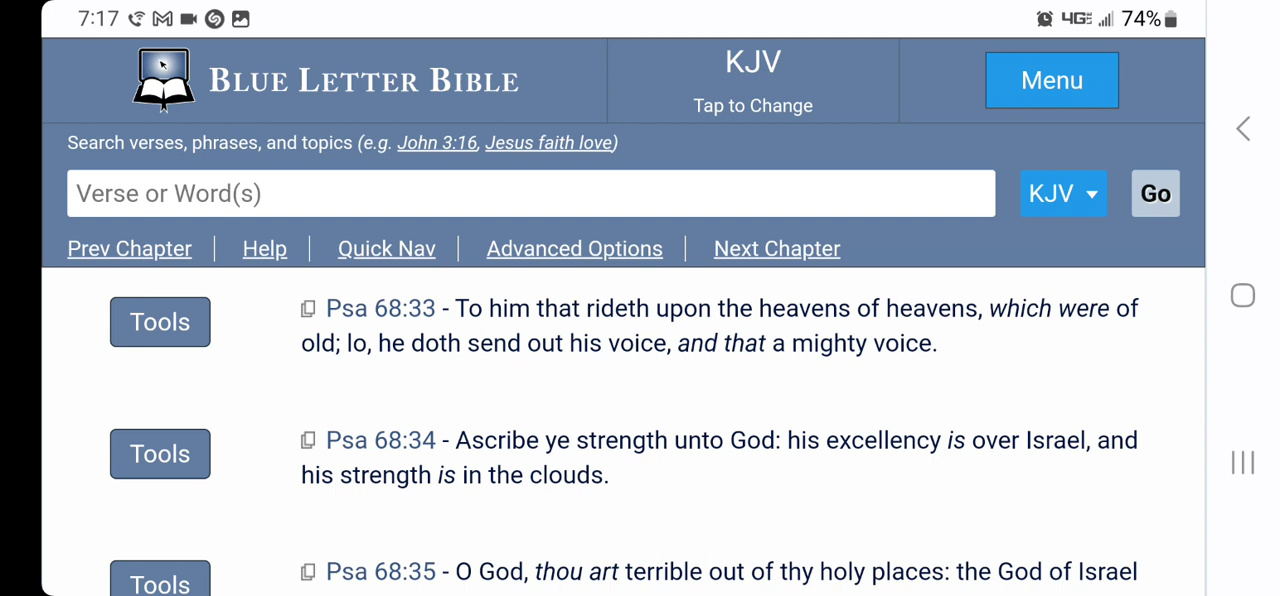 7:17 4GE 74%
BLUE LETTER BIBLE
KJV
Tap to Change
Menu
Search verses, phrases, and topics (e.g. John 3:16, Jesus faith love)
Verse or Word(s) KJV Go
Prev Chapter Help Quick Nav Advanced Options Next Chapter
Tools
Psa 68:33 - To him that rideth upon the heavens of heavens, which were of
old; lo, he doth send out his voice, and that a mighty voice.
Tools
Psa 68:34 - Ascribe ye strength unto God: his excellency is over Israel, and
his strength is in the clouds.
Tools
Psa 68:35 - O God, thou art terrible out of thy holy places: the God of Israel